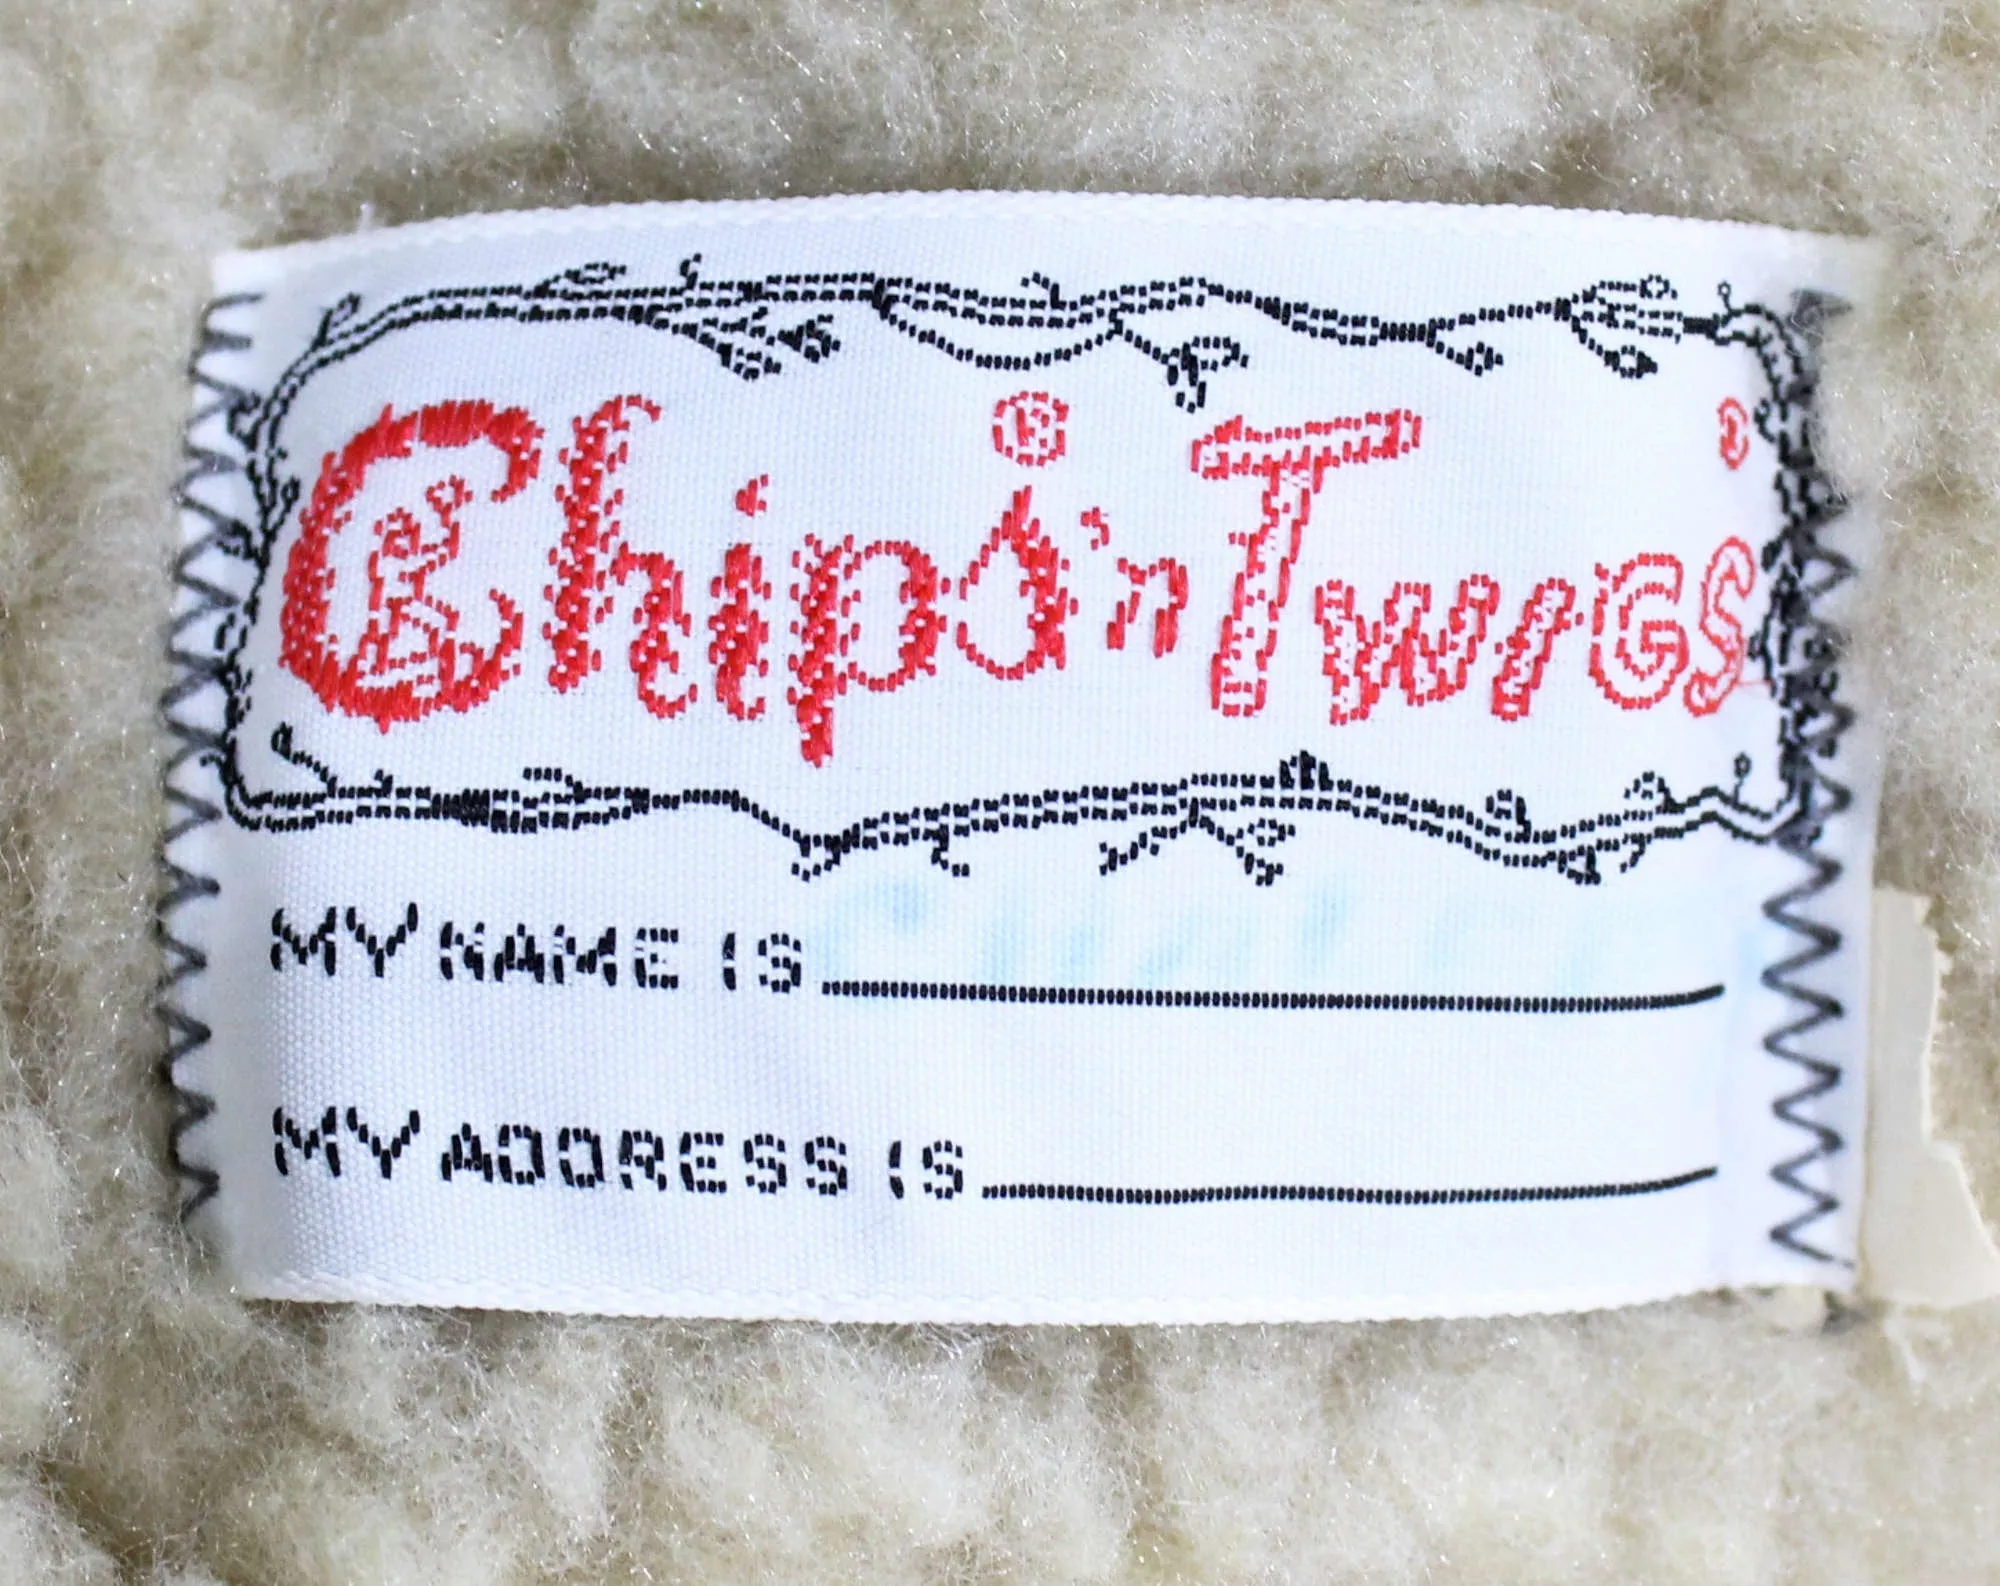 Chips'n Twigs ®
MY NAME IS
MY ADDRESS IS